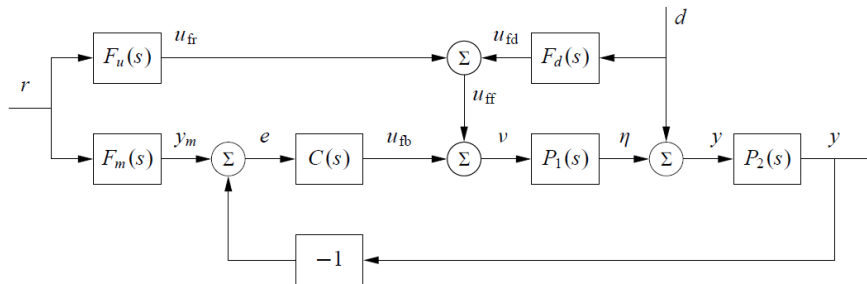 d
u_fr
u_fd
F_u(s)
Σ
F_d(s)
r
u_ff
y_m
e
u_fb
ν
η
y
y
F_m(s)
Σ
C(s)
Σ
P_1(s)
Σ
P_2(s)
−1